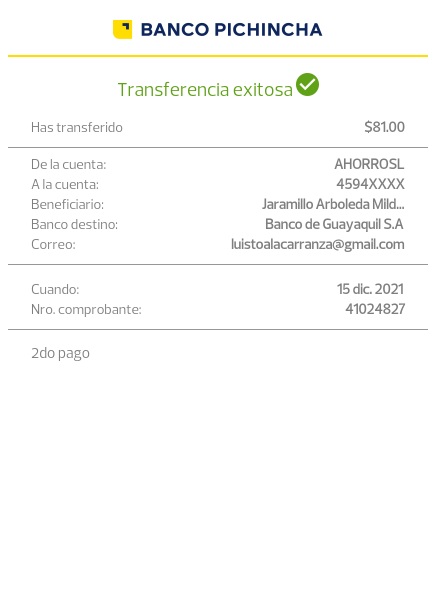 BANCO PICHINCHA
Transferencia exitosa
Has transferido $81.00
De la cuenta: AHORROSL
A la cuenta: 4594XXXX
Beneficiario: Jaramillo Arboleda Mild...
Banco destino: Banco de Guayaquil S.A
Correo: luistoalacarranza@gmail.com
Cuando: 15 dic. 2021
Nro. comprobante: 41024827
2do pago